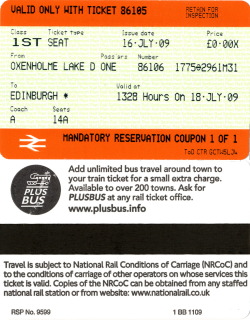 VALID ONLY WITH TICKET 86105 RETAIN FOR INSPECTION
Class Ticket type Issue date Price
1ST SEAT 16·JLY·09 £0.00X
From Pass'ers Number
OXENHOLME LAKE D ONE 86106 1775®2961M31
To Valid at
EDINBURGH * 1328 Hours On 18·JLY·09
Coach Seats
A 14A
MANDATORY RESERVATION COUPON 1 OF 1
PLUS BUS
Add unlimited bus travel around town to
your train ticket for a small extra charge.
Available to over 200 towns. Ask for
PLUSBUS at any rail ticket office.
www.plusbus.info
Travel is subject to National Rail Conditions of Carriage (NRCoC) and
to the conditions of carriage of other operators on whose services this
ticket is valid. Copies of the NRCoC can be obtained from any staffed
national rail station or from website: www.nationalrail.co.uk
RSP No. 9599 1 BB 1109